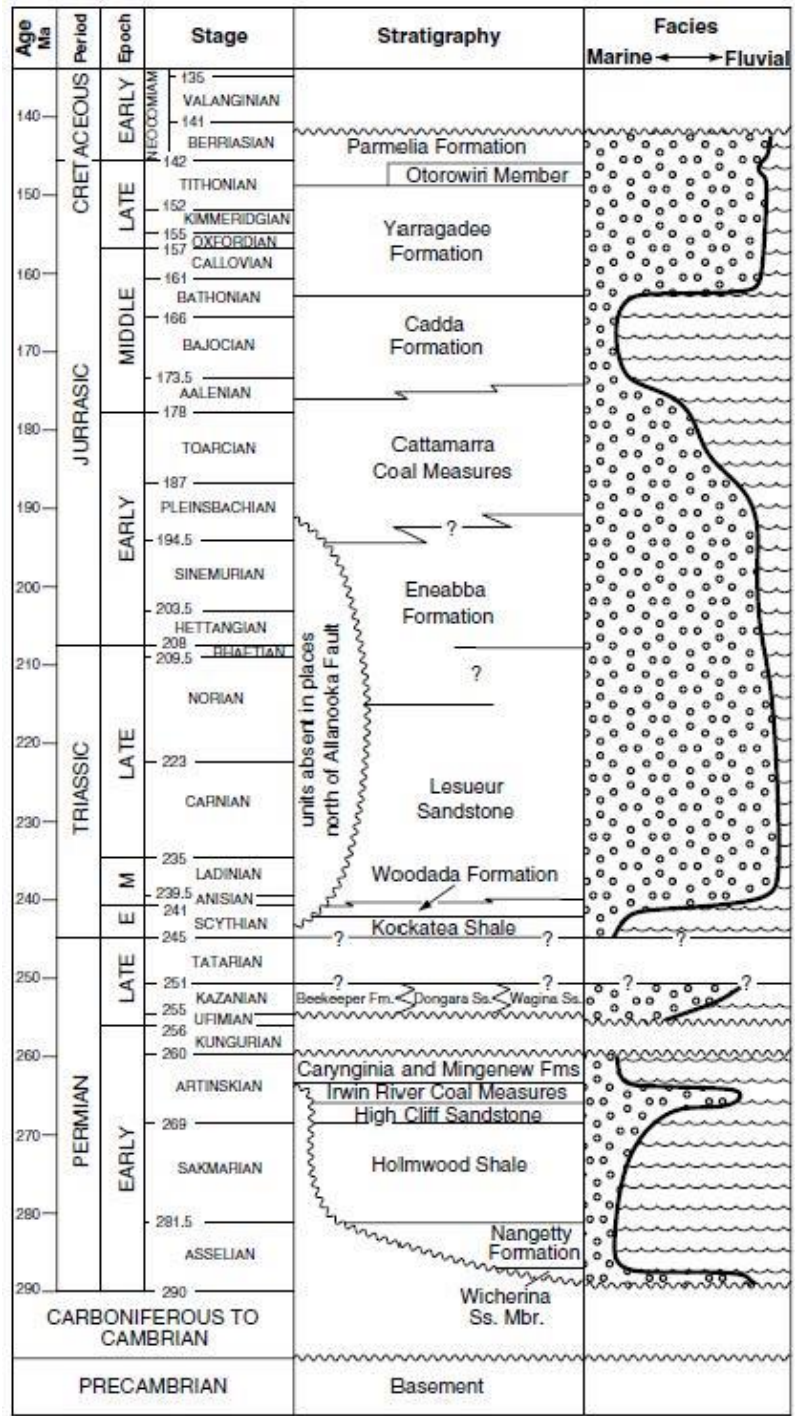 Age Ma
Period
Epoch
Stage
Stratigraphy
Facies
Marine Fluvial
140
150
160
170
180
190
200
210
220
230
240
250
260
270
280
290
CRETACEOUS
JURRASIC
TRIASSIC
PERMIAN
EARLY
LATE
MIDDLE
EARLY
LATE
M
E
LATE
EARLY
NEOCOMIAM
135
VALANGINIAN
141
BERRIASIAN
142
TITHONIAN
152
KIMMERIDGIAN
155
OXFORDIAN
157
CALLOVIAN
161
BATHONIAN
166
BAJOCIAN
173.5
AALENIAN
178
TOARCIAN
187
PLEINSBACHIAN
194.5
SINEMURIAN
203.5
HETTANGIAN
208
RHAETIAN
209.5
NORIAN
223
CARNIAN
235
LADINIAN
239.5
ANISIAN
241
SCYTHIAN
245
TATARIAN
251
KAZANIAN
255
UFIMIAN
256
KUNGURIAN
260
ARTINSKIAN
269
SAKMARIAN
281.5
ASSELIAN
290
Parmelia Formation
Otorowiri Member
Yarragadee
Formation
Cadda
Formation
Cattamarra
Coal Measures
?
Eneabba
Formation
?
units absent in places
north of Allanooka Fault
Lesueur
Sandstone
Woodada Formation
Kockatea Shale
? ? ?
? ? ? ?
Beekeeper Fm. Dongara Ss. Wagina Ss.
Carynginia and Mingenew Fms
Irwin River Coal Measures
High Cliff Sandstone
Holmwood Shale
Nangetty
Formation
Wicherina
Ss. Mbr.
CARBONIFEROUS TO
CAMBRIAN
PRECAMBRIAN
Basement